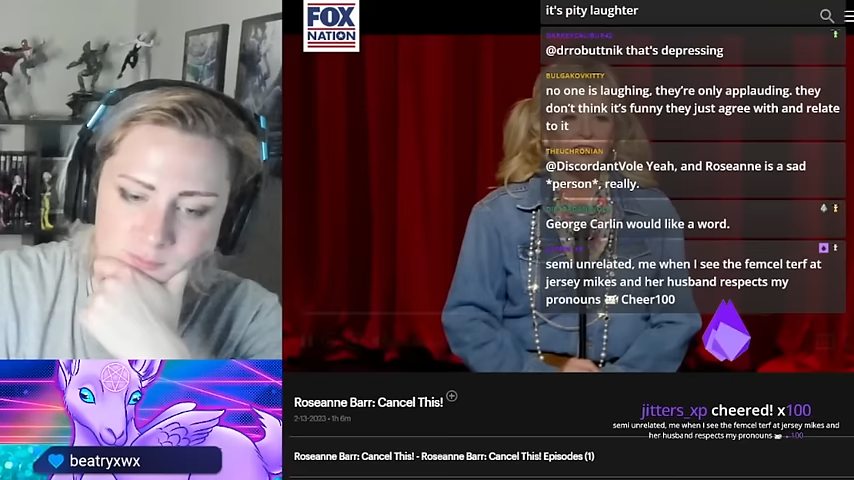 FOX
NATION
it's pity laughter
@drrobuttnik that's depressing
BULGAKOVKITTY
no one is laughing, they're only applauding. they
don't think it's funny they just agree with and relate
to it
THEUCHRONIAN
@DiscordantVole Yeah, and Roseanne is a sad
*person*, really.
George Carlin would like a word.
semi unrelated, me when I see the femcel terf at
jersey mikes and her husband respects my
pronouns Cheer100
Roseanne Barr: Cancel This!
2-13-2023 • 1h 6m
jitters_xp cheered! x100
semi unrelated, me when I see the femcel terf at jersey mikes and
her husband respects my pronouns 100
Roseanne Barr: Cancel This! - Roseanne Barr: Cancel This! Episodes (1)
beatryxwx